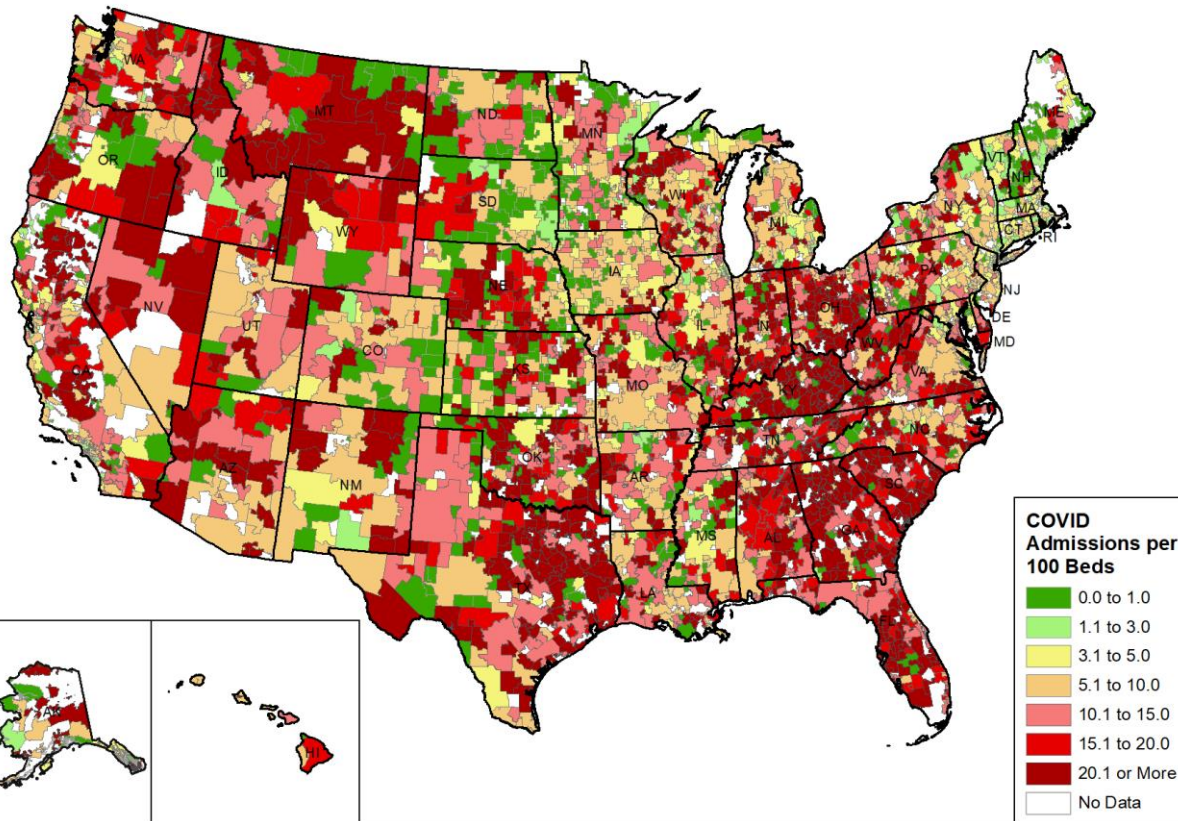 WA
MT
ND
MN
ME
OR
ID
SD
WI
VT
NH
NY
MA
WY
MI
CT
RI
IA
PA
NE
NJ
NV
OH
DE
UT
IL
IN
MD
CO
WV
CA
KS
MO
VA
KY
NC
TN
OK
AZ
NM
AR
SC
MS
AL
GA
TX
LA
FL
AK
HI
COVID
Admissions per
100 Beds
0.0 to 1.0
1.1 to 3.0
3.1 to 5.0
5.1 to 10.0
10.1 to 15.0
15.1 to 20.0
20.1 or More
No Data